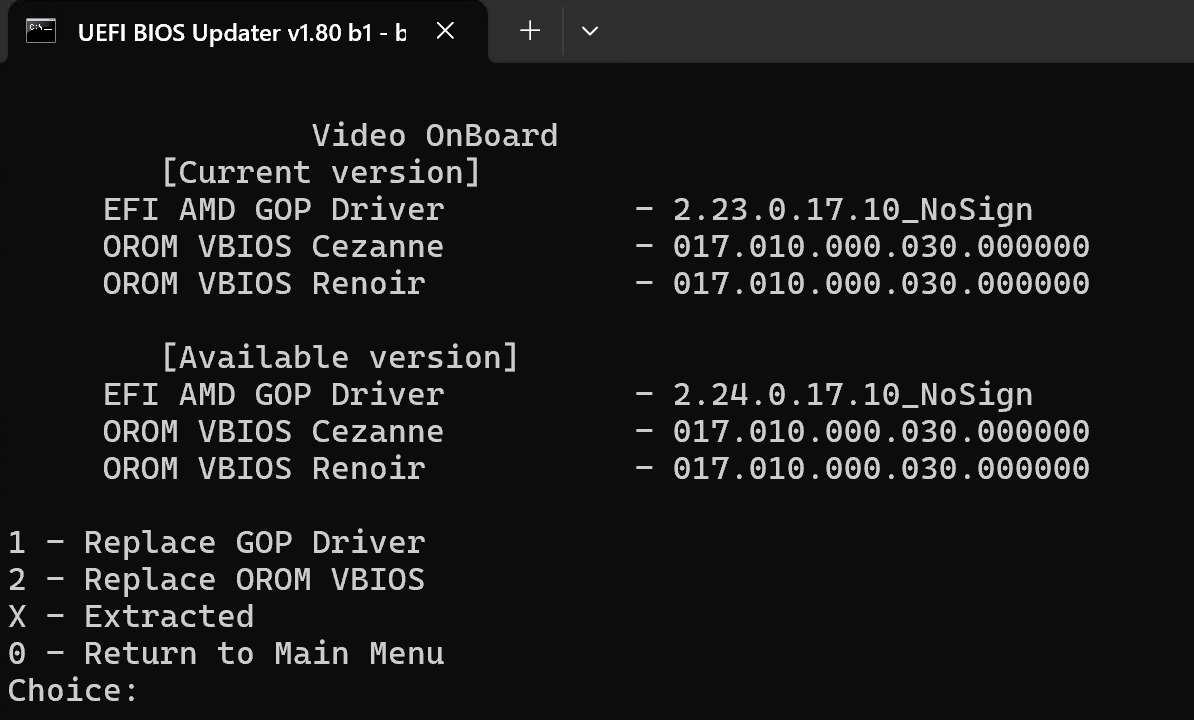 UEFI BIOS Updater v1.80 b1 - b
Video OnBoard
[Current version]
EFI AMD GOP Driver - 2.23.0.17.10_NoSign
OROM VBIOS Cezanne - 017.010.000.030.000000
OROM VBIOS Renoir - 017.010.000.030.000000
[Available version]
EFI AMD GOP Driver - 2.24.0.17.10_NoSign
OROM VBIOS Cezanne - 017.010.000.030.000000
OROM VBIOS Renoir - 017.010.000.030.000000
1 - Replace GOP Driver
2 - Replace OROM VBIOS
X - Extracted
0 - Return to Main Menu
Choice: